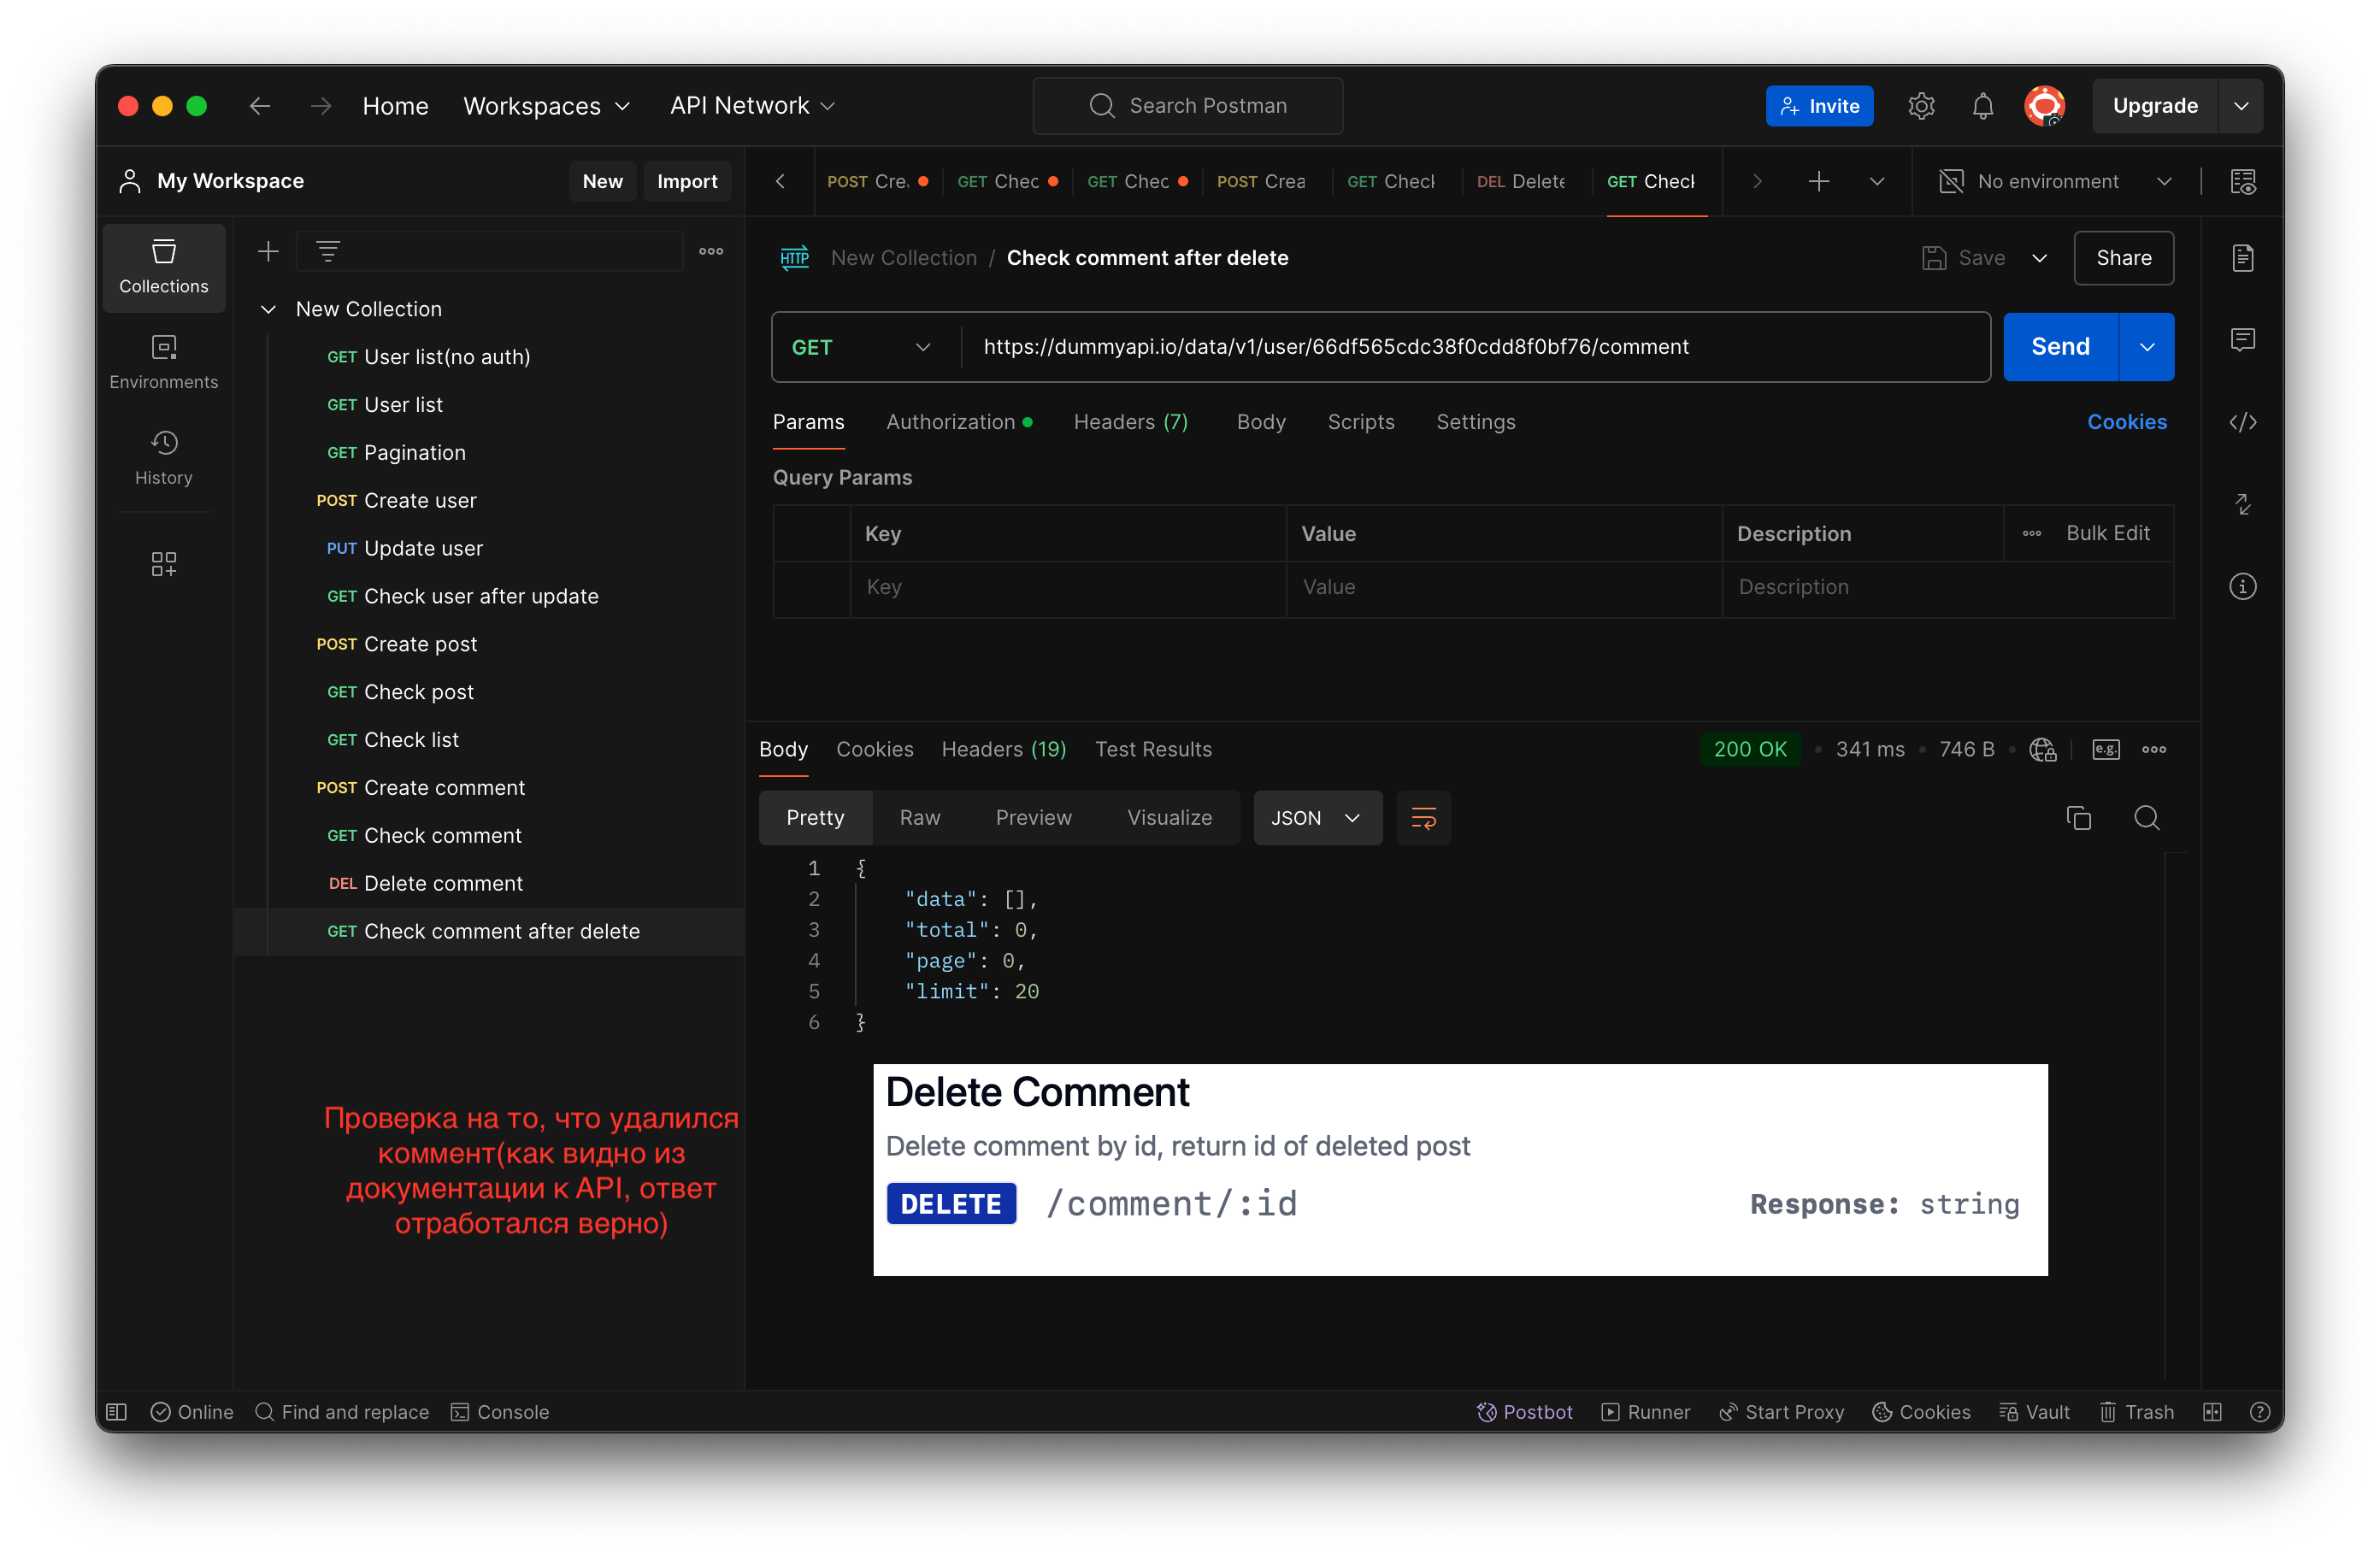 Home Workspaces API Network Search Postman Invite Upgrade
My Workspace New Import
POST Cre GET Chec GET Chec POST Crea GET Check DEL Delete GET Check No environment
Collections
Environments
History
New Collection
GET User list(no auth)
GET User list
GET Pagination
POST Create user
PUT Update user
GET Check user after update
POST Create post
GET Check post
GET Check list
POST Create comment
GET Check comment
DEL Delete comment
GET Check comment after delete
Проверка на то, что удалился
коммент(как видно из
документации к API, ответ
отработался верно)
HTTP New Collection / Check comment after delete Save Share
GET https://dummyapi.io/data/v1/user/66df565cdc38f0cdd8f0bf76/comment Send
Params Authorization Headers (7) Body Scripts Settings Cookies
Query Params
Key Value Description Bulk Edit
Key Value Description
Body Cookies Headers (19) Test Results 200 OK 341 ms 746 B e.g.
Pretty Raw Preview Visualize JSON
1 {
2 "data": [],
3 "total": 0,
4 "page": 0,
5 "limit": 20
6 }
Delete Comment
Delete comment by id, return id of deleted post
DELETE /comment/:id Response: string
Online Find and replace Console Postbot Runner Start Proxy Cookies Vault Trash